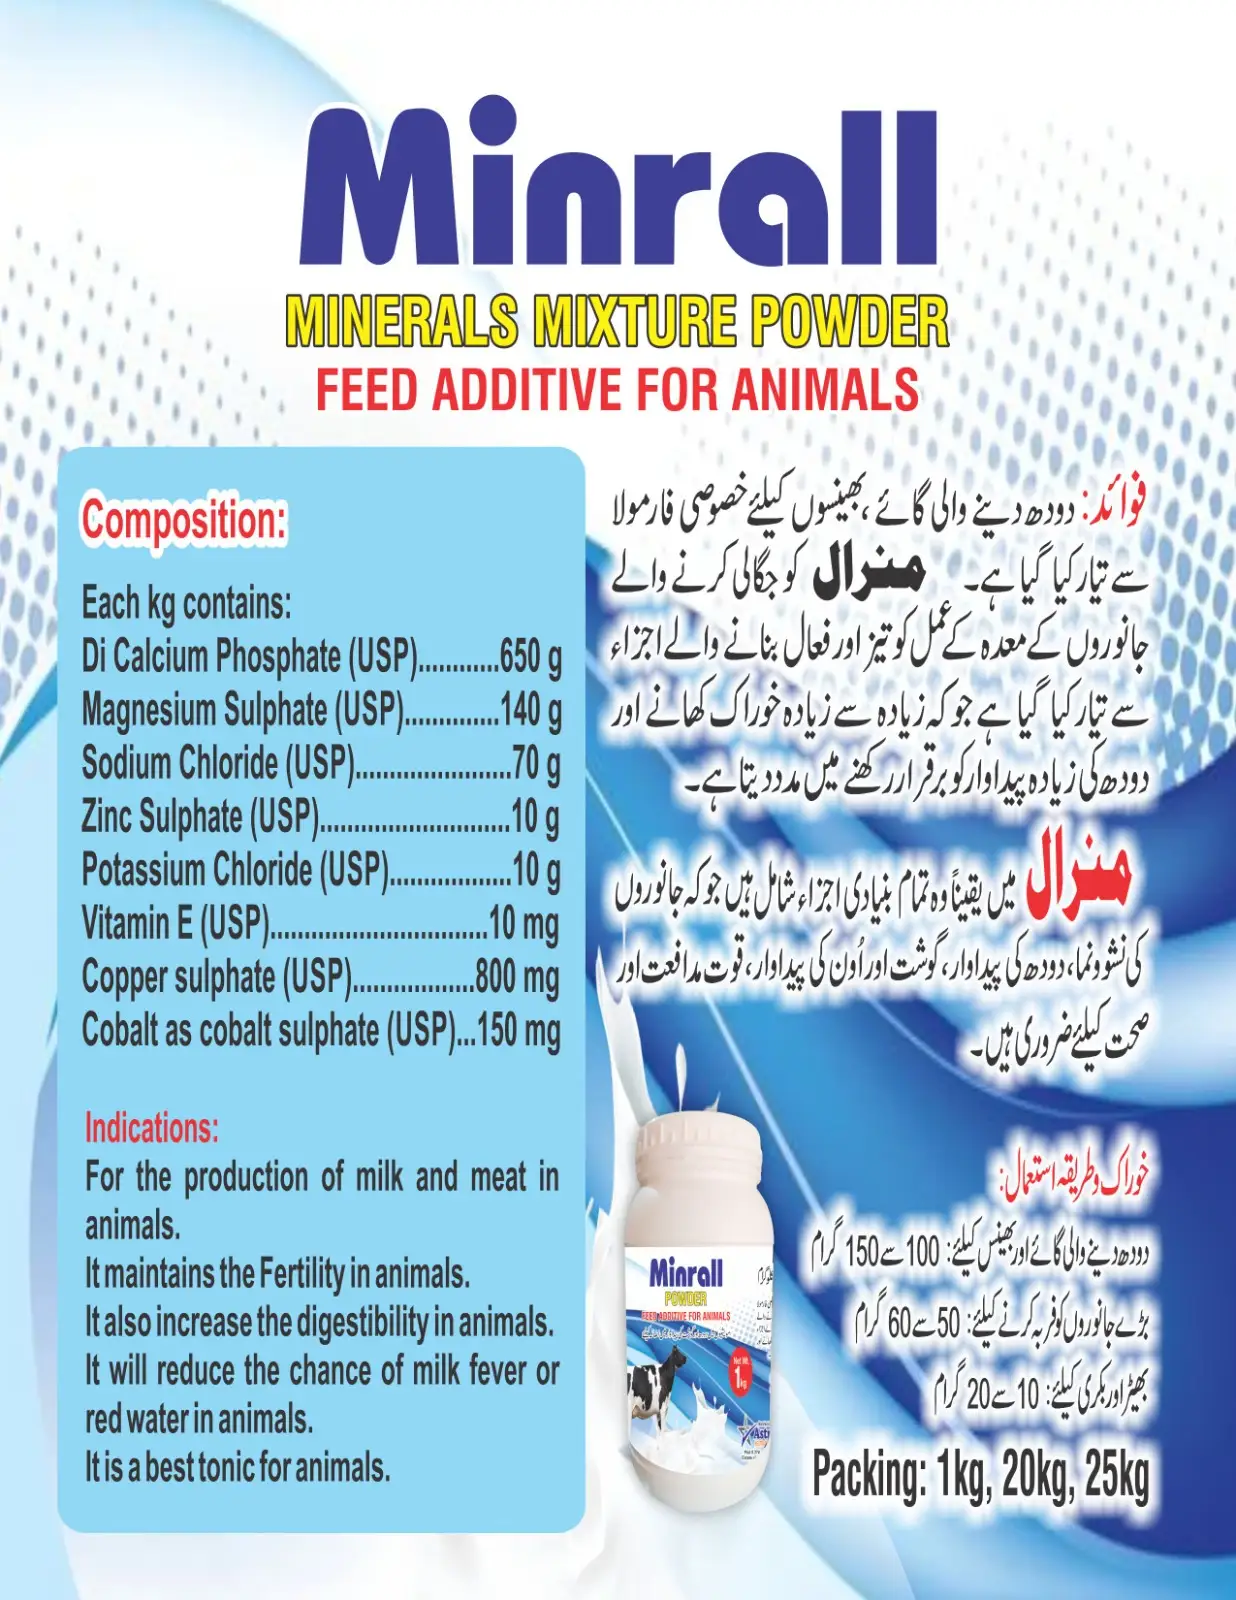 Minrall
MINERALS MIXTURE POWDER
FEED ADDITIVE FOR ANIMALS
Composition:
Each kg contains:
Di Calcium Phosphate (USP)............650 g
Magnesium Sulphate (USP)..............140 g
Sodium Chloride (USP).......................70 g
Zinc Sulphate (USP)............................10 g
Potassium Chloride (USP)..................10 g
Vitamin E (USP)................................10 mg
Copper sulphate (USP)..................800 mg
Cobalt as cobalt sulphate (USP)...150 mg
Indications:
For the production of milk and meat in
animals.
It maintains the Fertility in animals.
It also increase the digestibility in animals.
It will reduce the chance of milk fever or
red water in animals.
It is a best tonic for animals.
فوائد: دودھ دینے والی گائے، بھینسوں کیلئے خصوصی فارمولا
سے تیار کیا گیا ہے۔ منرال کو جگالی کرنے والے
جانوروں کے معدہ کے عمل کو تیز اور فعال بنانے والے اجزاء
سے تیار کیا گیا ہے جو کہ زیادہ سے زیادہ خوراک کھانے اور
دودھ کی زیادہ پیداوار کو برقرار رکھنے میں مدد دیتا ہے۔
منرال میں یقیناً وہ تمام بنیادی اجزاء شامل ہیں جو کہ جانوروں
کی نشوونما، دودھ کی پیداوار، گوشت اور اُون کی پیداوار، قوت مدافعت اور
صحت کیلئے ضروری ہیں۔
خوراک و طریقہ استعمال:
دودھ دینے والی گائے اور بھینس کیلئے: 100 سے 150 گرام
بڑے جانوروں کو فربہ کرنے کیلئے: 50 سے 60 گرام
بھیڑ اور بکری کیلئے: 10 سے 20 گرام
Packing: 1kg, 20kg, 25kg
Minrall
POWDER
FEED ADDITIVE FOR ANIMALS
Net Wt.
1kg